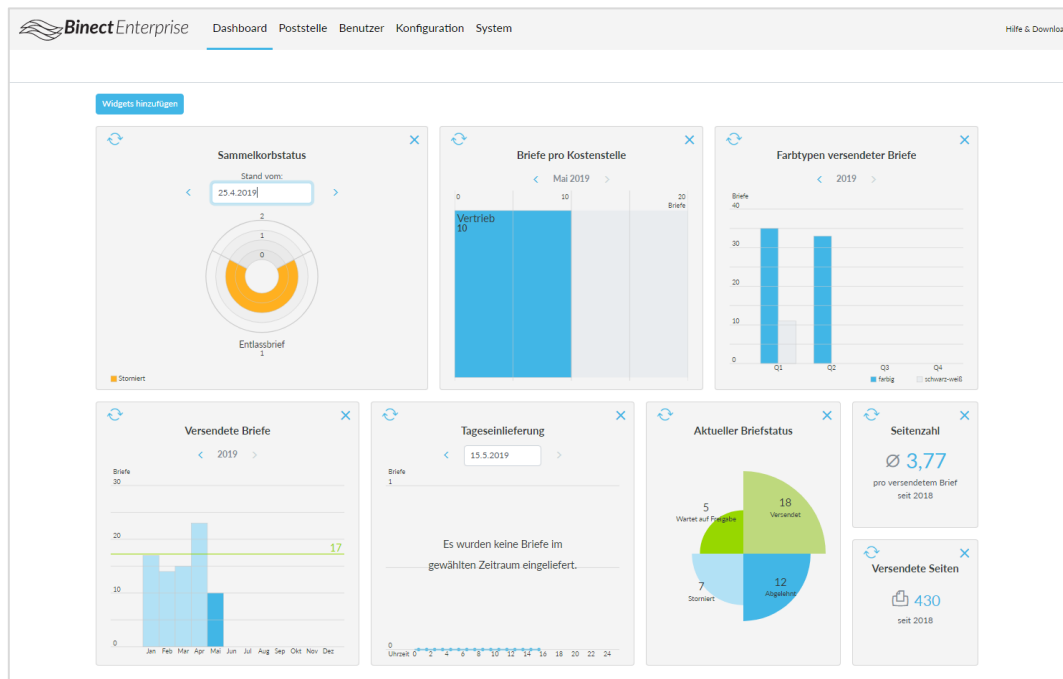 Binect Enterprise
Dashboard Poststelle Benutzer Konfiguration System
Hilfe & Downloa
Widgets hinzufügen
Sammelkorbstatus
Stand vom:
25.4.2019
2
1
0
Entlassbrief
1
Storniert
Briefe pro Kostenstelle
Mai 2019
0 10 20
Briefe
Vertrieb
10
Farbtypen versendeter Briefe
2019
Briefe
40
30
20
10
0
Q1 Q2 Q3 Q4
farbig schwarz-weiß
Versendete Briefe
2019
Briefe
30
20
17
10
0
Jan Feb Mar Apr Mai Jun Jul Aug Sep Okt Nov Dez
Tageseinlieferung
15.5.2019
Briefe
1
Es wurden keine Briefe im
gewählten Zeitraum eingeliefert.
0
Uhrzeit 0 2 4 6 8 10 12 14 16 18 20 22 24
Aktueller Briefstatus
5
Wartet auf Freigabe
18
Versendet
7
Storniert
12
Abgelehnt
Seitenzahl
Ø 3,77
pro versendetem Brief
seit 2018
Versendete Seiten
430
seit 2018